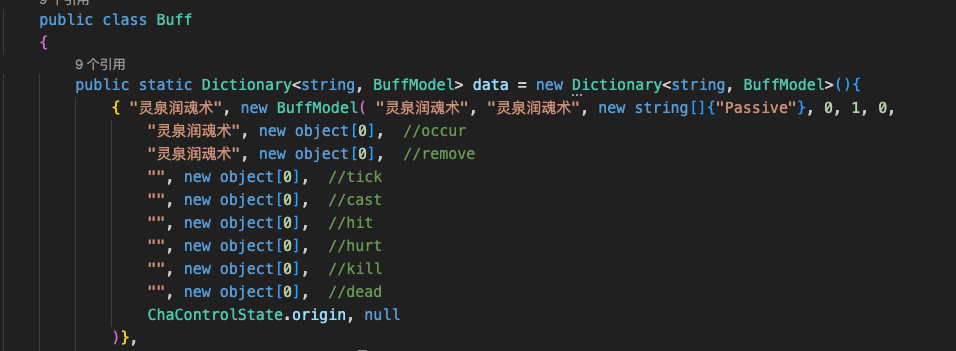 9 个引用
public class Buff
{
9 个引用
public static Dictionary<string, BuffModel> data = new Dictionary<string, BuffModel>(){
{ "灵泉润魂术", new BuffModel( "灵泉润魂术", "灵泉润魂术", new string[]{"Passive"}, 0, 1, 0,
"灵泉润魂术", new object[0], //occur
"灵泉润魂术", new object[0], //remove
"", new object[0], //tick
"", new object[0], //cast
"", new object[0], //hit
"", new object[0], //hurt
"", new object[0], //kill
"", new object[0], //dead
ChaControlState.origin, null
)},